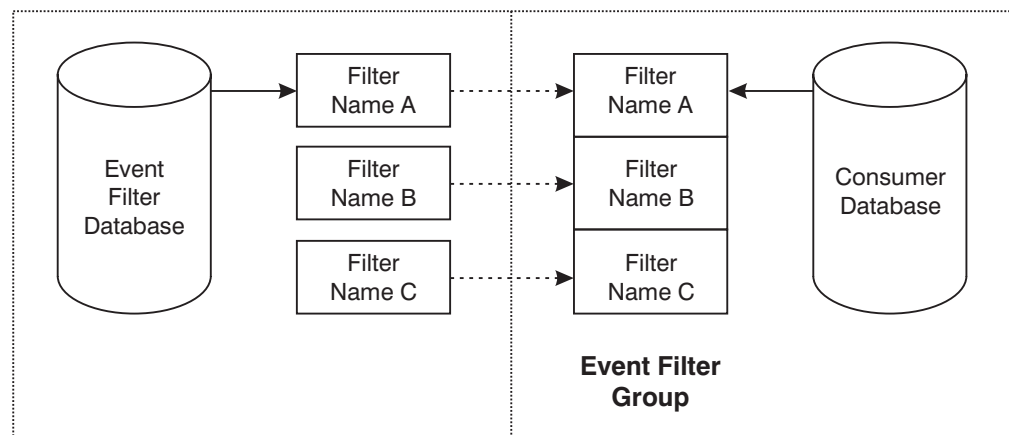 Event
Filter
Database
Filter
Name A
Filter
Name B
Filter
Name C
Filter
Name A
Filter
Name B
Filter
Name C
Event Filter
Group
Consumer
Database